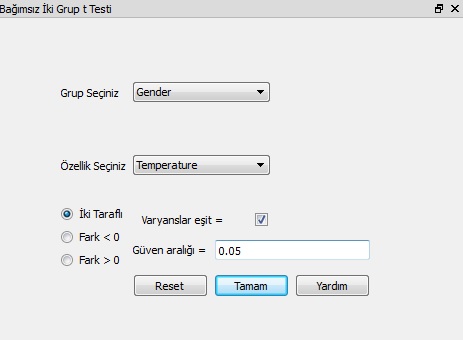 Bağımsız İki Grup t Testi
Grup Seçiniz
Gender
Özellik Seçiniz
Temperature
İki Taraflı
Varyanslar eşit =
Fark < 0
Güven aralığı =
0.05
Fark > 0
Reset
Tamam
Yardım